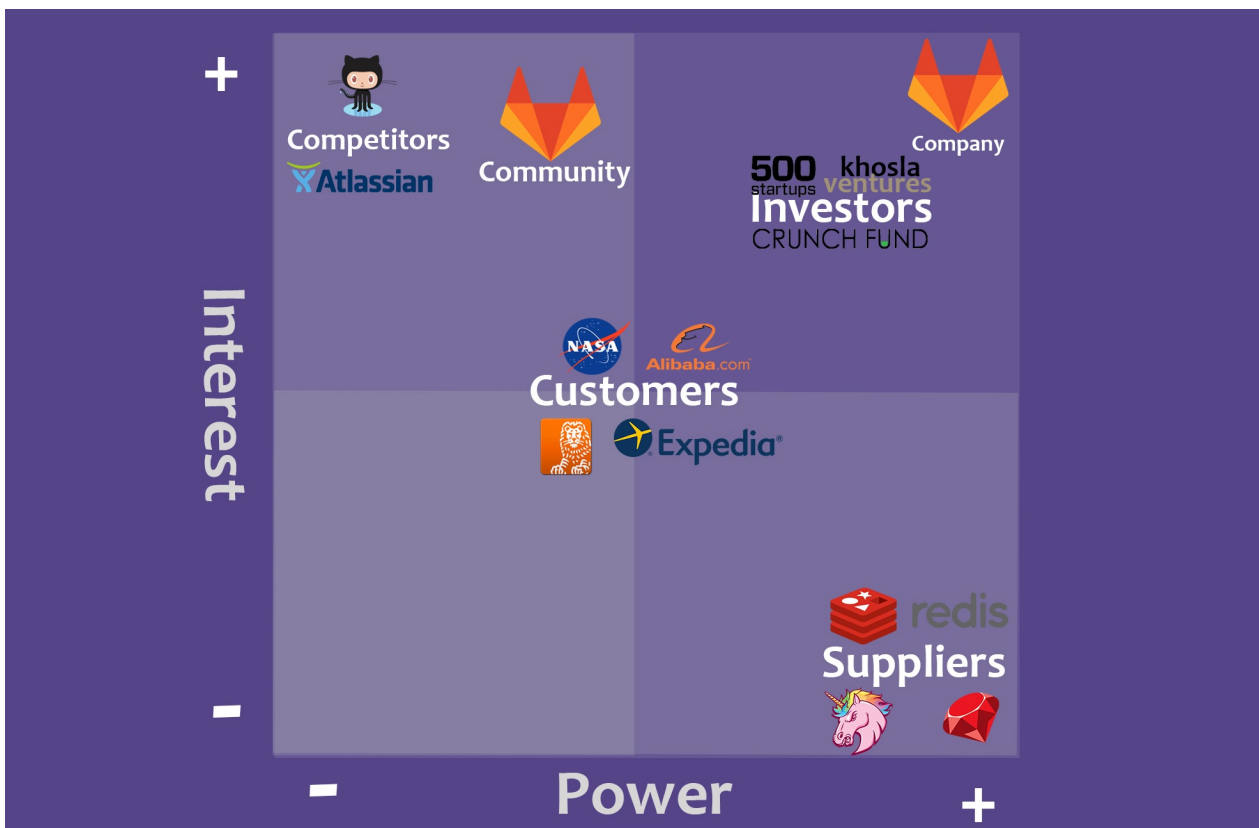 +
Competitors
Atlassian
Community
Company
500
startups
khosla
ventures
Investors
CRUNCH FUND
Interest
NASA
Alibaba.com
Customers
Expedia®
redis
Suppliers
-
-
Power
+